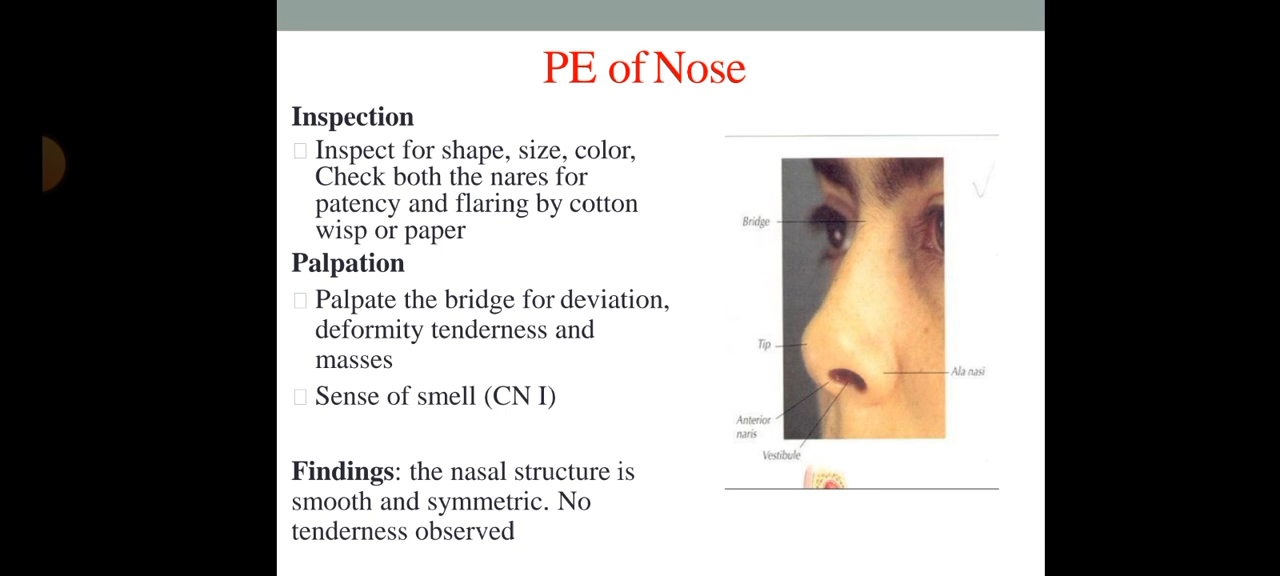 PE of Nose
Inspection
Inspect for shape, size, color,
Check both the nares for
patency and flaring by cotton
wisp or paper
Palpation
Palpate the bridge for deviation,
deformity tenderness and
masses
Sense of smell (CN I)
Findings: the nasal structure is
smooth and symmetric. No
tenderness observed
Bridge
Tip
Ala nasi
Anterior
naris
Vestibule